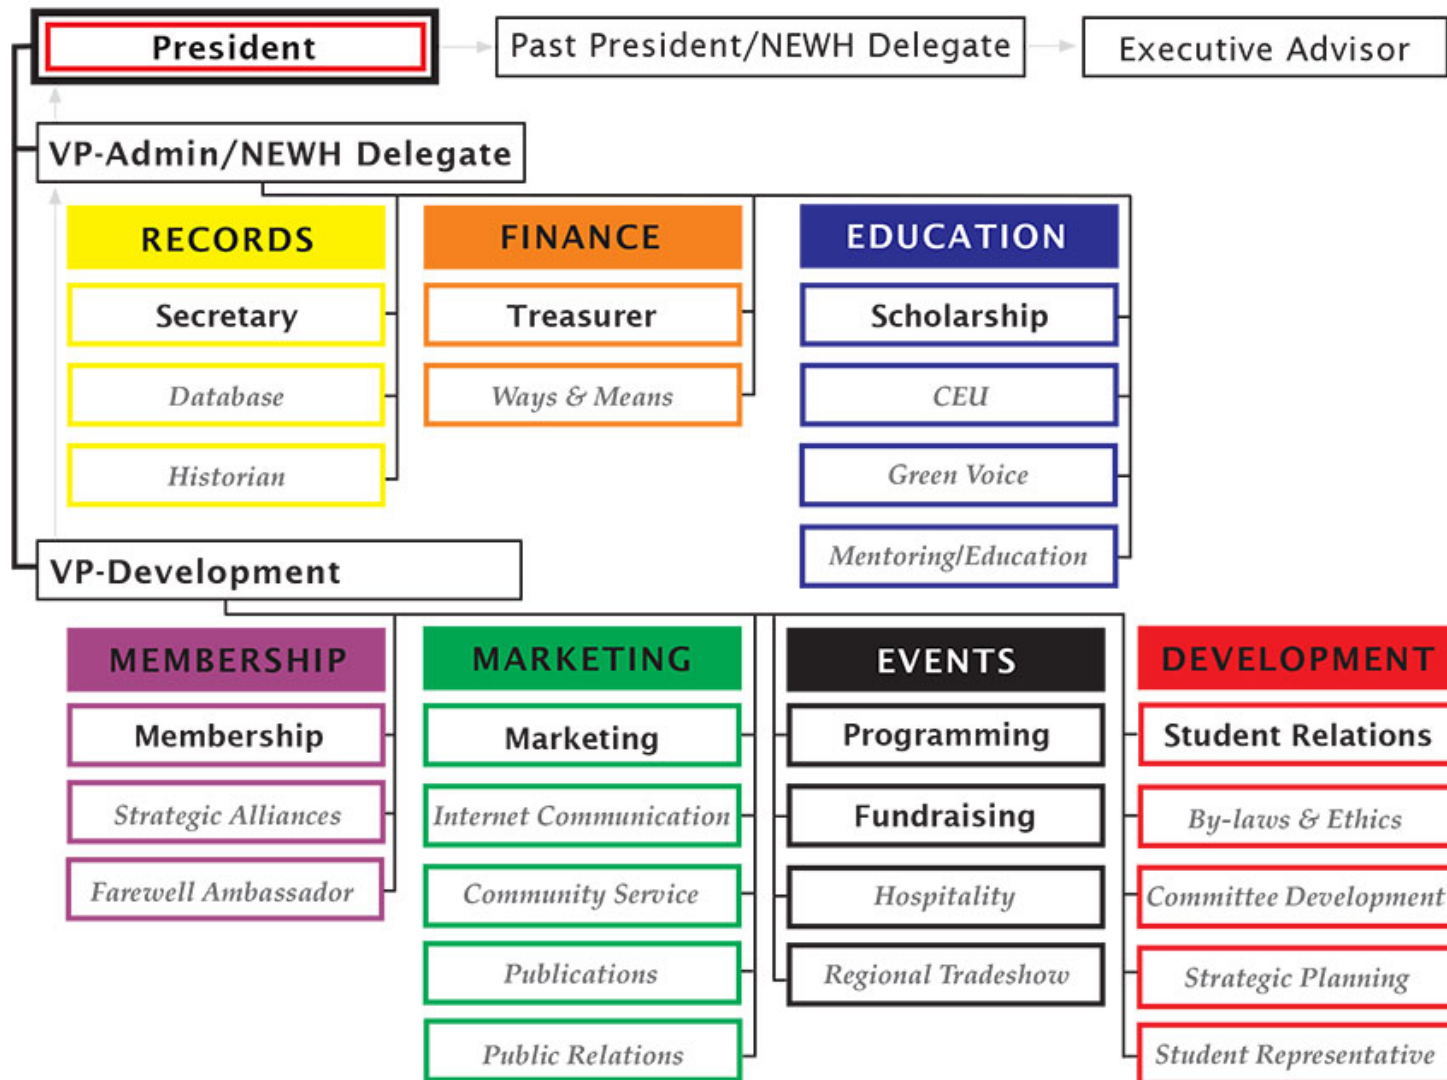 President
Past President/NEWH Delegate
Executive Advisor
VP-Admin/NEWH Delegate
RECORDS
Secretary
Database
Historian
FINANCE
Treasurer
Ways & Means
EDUCATION
Scholarship
CEU
Green Voice
Mentoring/Education
VP-Development
MEMBERSHIP
Membership
Strategic Alliances
Farewell Ambassador
MARKETING
Marketing
Internet Communication
Community Service
Publications
Public Relations
EVENTS
Programming
Fundraising
Hospitality
Regional Tradeshow
DEVELOPMENT
Student Relations
By-laws & Ethics
Committee Development
Strategic Planning
Student Representative